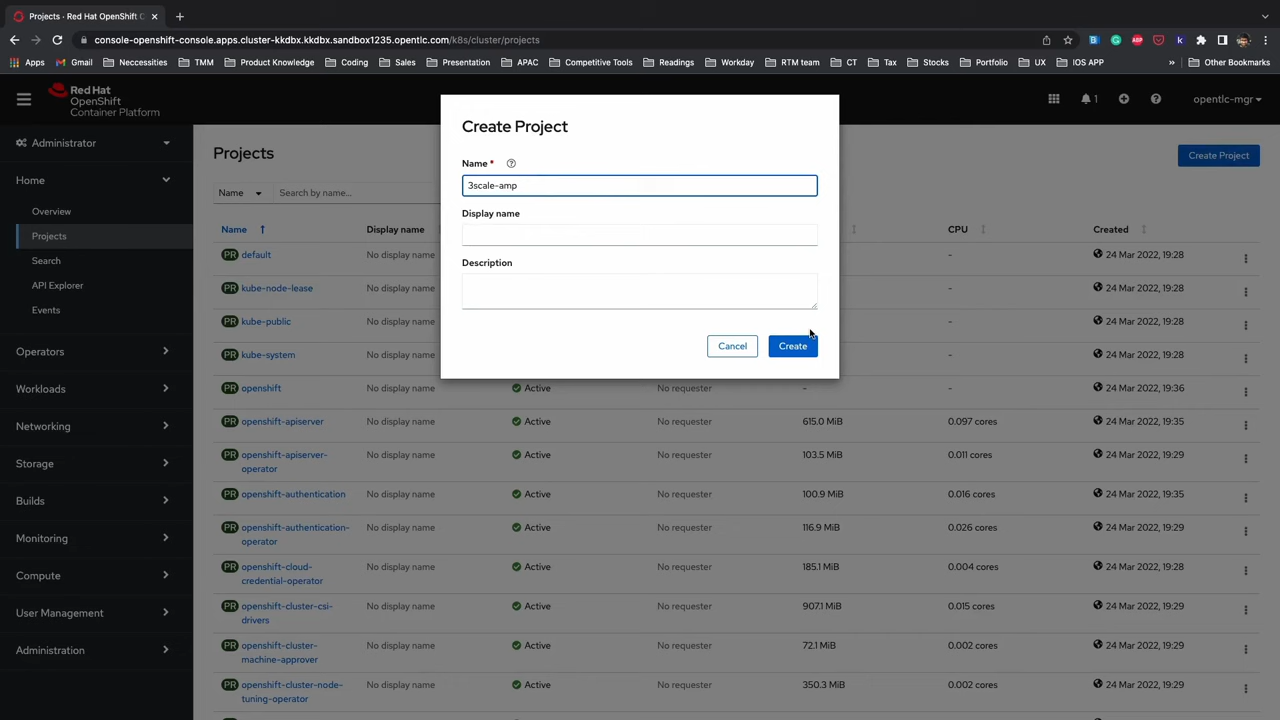 Projects · Red Hat OpenShift C
console-openshift-console.apps.cluster-kkdbx.kkdbx.sandbox1235.opentlc.com/k8s/cluster/projects
Apps Gmail Neccessities TMM Product Knowledge Coding Sales Presentation APAC Competitive Tools Readings Workday RTM team CT Tax Stocks Portfolio UX IOS APP » Other Bookmarks
Red Hat
OpenShift
Container Platform
1
opentlc-mgr
Administrator
Home
Overview
Projects
Search
API Explorer
Events
Operators
Workloads
Networking
Storage
Builds
Monitoring
Compute
User Management
Administration
Projects
Create Project
Name Search by name...
Name Display name CPU Created
PR default No display name - 24 Mar 2022, 19:28
PR kube-node-lease No display name - 24 Mar 2022, 19:28
PR kube-public No display name - 24 Mar 2022, 19:28
PR kube-system No display name - 24 Mar 2022, 19:28
PR openshift No display name Active No requester - - 24 Mar 2022, 19:36
PR openshift-apiserver No display name Active No requester 615.0 MiB 0.097 cores 24 Mar 2022, 19:35
PR openshift-apiserver- No display name Active No requester 103.5 MiB 0.011 cores 24 Mar 2022, 19:29
operator
PR openshift-authentication No display name Active No requester 100.9 MiB 0.016 cores 24 Mar 2022, 19:35
PR openshift-authentication- No display name Active No requester 116.9 MiB 0.026 cores 24 Mar 2022, 19:29
operator
PR openshift-cloud- No display name Active No requester 185.1 MiB 0.004 cores 24 Mar 2022, 19:28
credential-operator
PR openshift-cluster-csi- No display name Active No requester 907.1 MiB 0.015 cores 24 Mar 2022, 19:29
drivers
PR openshift-cluster- No display name Active No requester 72.1 MiB 0.002 cores 24 Mar 2022, 19:29
machine-approver
PR openshift-cluster-node- No display name Active No requester 350.3 MiB 0.002 cores 24 Mar 2022, 19:29
tuning-operator
Create Project
Name *
3scale-amp
Display name
Description
Cancel Create